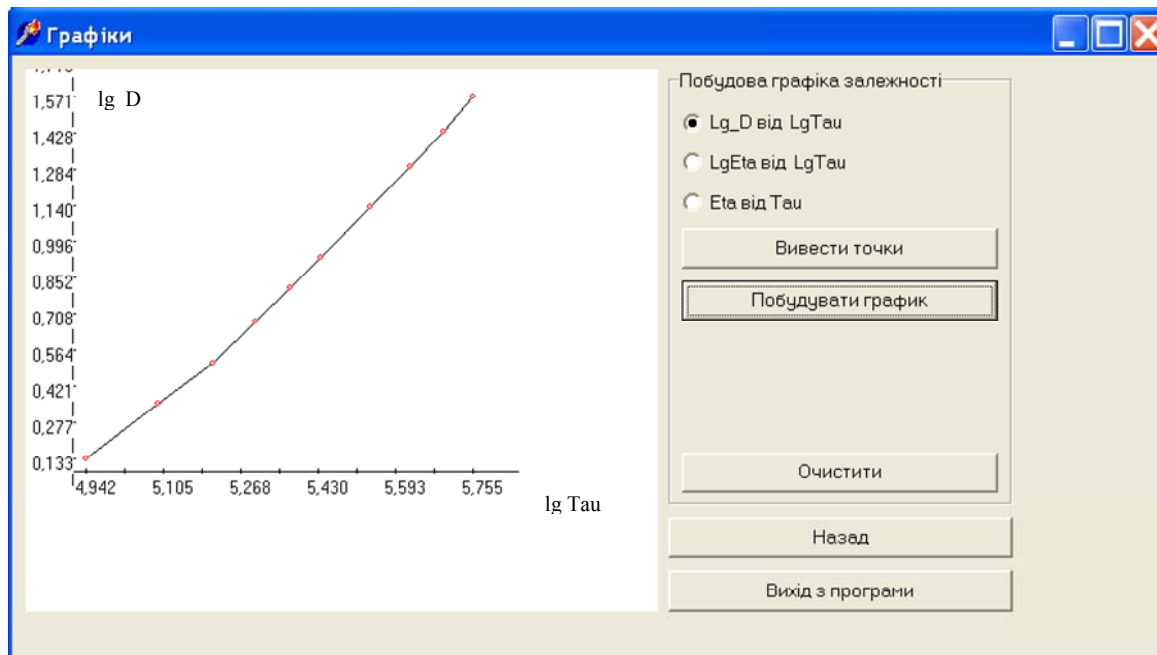 Графіки
lg D
1,571
1,428
1,284
1,140
0,996
0,852
0,708
0,564
0,421
0,277
0,133
4,942 5,105 5,268 5,430 5,593 5,755
lg Tau
Побудова графіка залежності
Lg_D від LgTau
LgEta від LgTau
Eta від Tau
Вивести точки
Побудувати график
Очистити
Назад
Вихід з програми